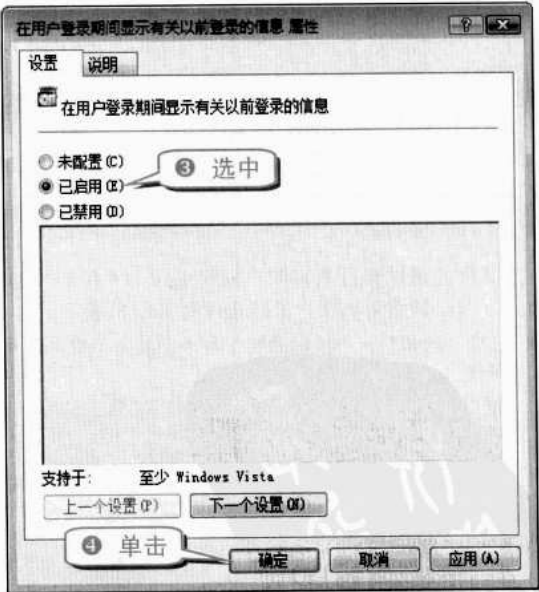 在用户登录期间显示有关以前登录的信息 属性
设置 说明
在用户登录期间显示有关以前登录的信息
未配置(C)
❸ 选中
已启用(E)
已禁用(D)
支持于: 至少 Windows Vista
上一个设置(P) 下一个设置(N)
❹ 单击
确定 取消 应用(A)